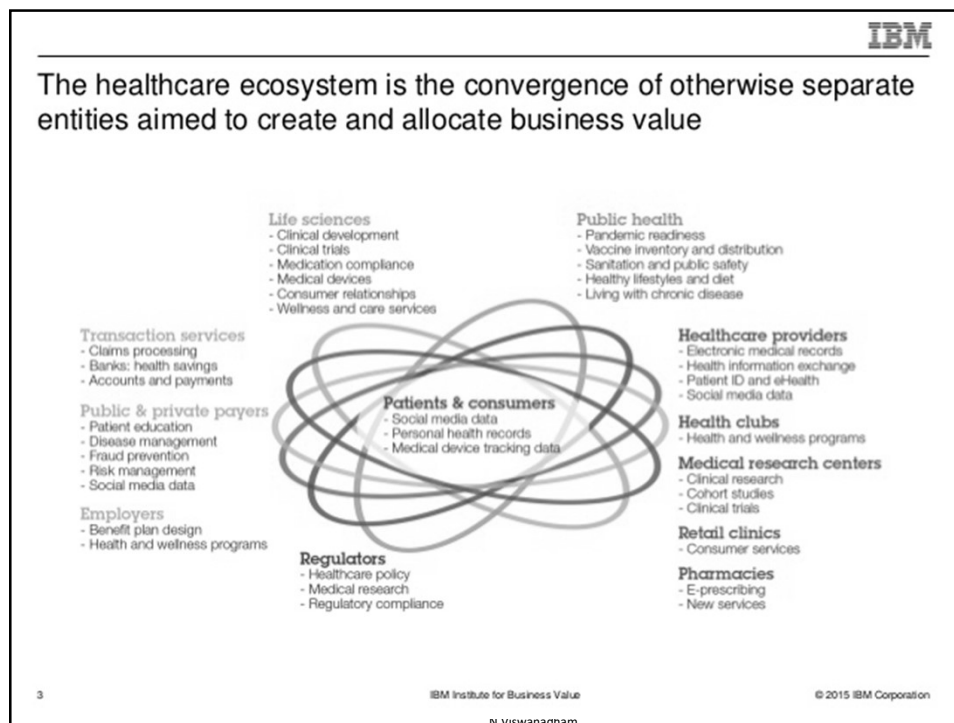 IBM
The healthcare ecosystem is the convergence of otherwise separate
entities aimed to create and allocate business value
Life sciences
- Clinical development
- Clinical trials
- Medication compliance
- Medical devices
- Consumer relationships
- Wellness and care services
Public health
- Pandemic readiness
- Vaccine inventory and distribution
- Sanitation and public safety
- Healthy lifestyles and diet
- Living with chronic disease
Transaction services
- Claims processing
- Banks: health savings
- Accounts and payments
Public & private payers
- Patient education
- Disease management
- Fraud prevention
- Risk management
- Social media data
Employers
- Benefit plan design
- Health and wellness programs
Patients & consumers
- Social media data
- Personal health records
- Medical device tracking data
Healthcare providers
- Electronic medical records
- Health information exchange
- Patient ID and eHealth
- Social media data
Health clubs
- Health and wellness programs
Medical research centers
- Clinical research
- Cohort studies
- Clinical trials
Retail clinics
- Consumer services
Pharmacies
- E-prescribing
- New services
Regulators
- Healthcare policy
- Medical research
- Regulatory compliance
3
IBM Institute for Business Value
© 2015 IBM Corporation
N Viswanadham